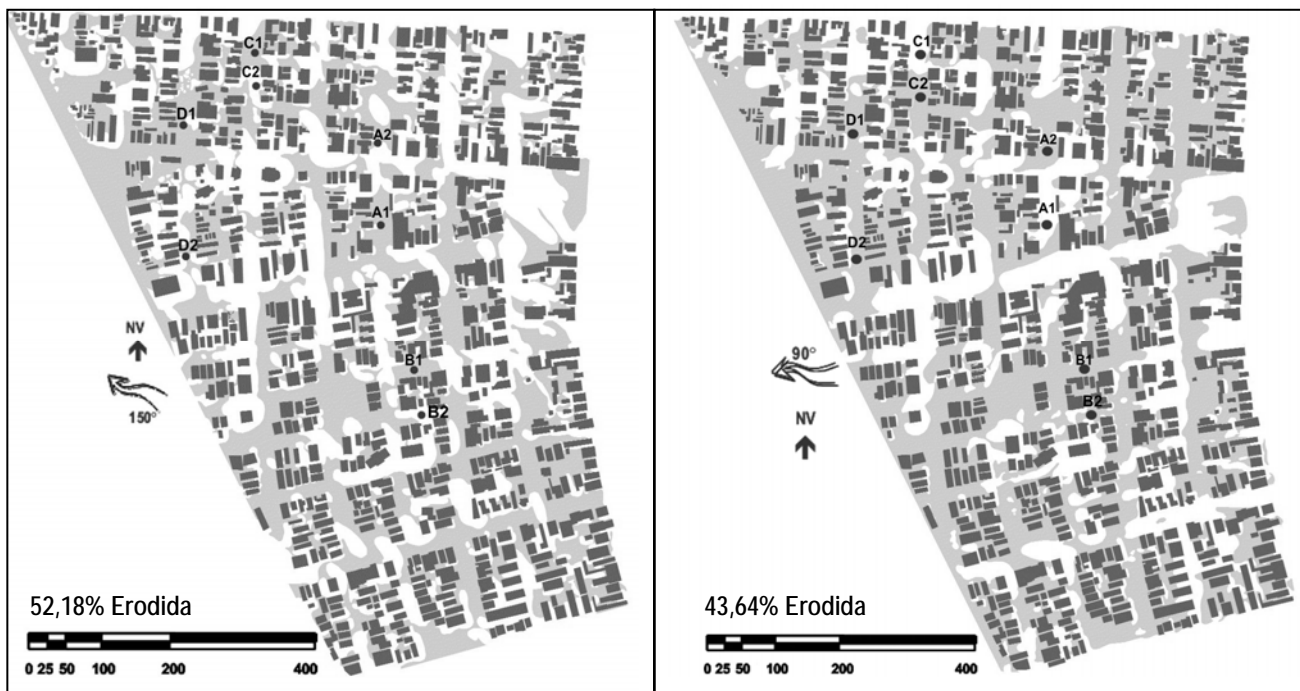 C1
C2
D1
A2
A1
D2
NV
150°
B1
B2
52,18% Erodida
0 25 50 100 200 400
C1
C2
D1
A2
A1
D2
90°
NV
B1
B2
43,64% Erodida
0 25 50 100 200 400